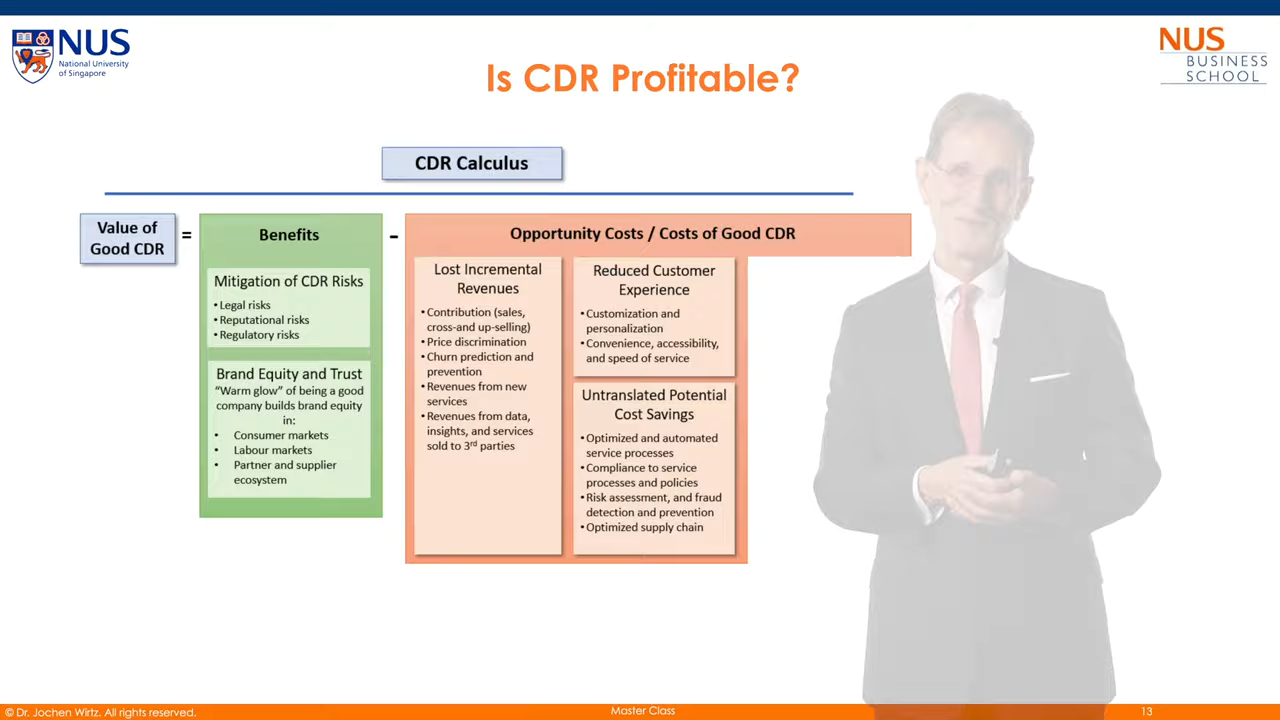 NUS
National University
of Singapore
NUS
BUSINESS
SCHOOL
Is CDR Profitable?
CDR Calculus
Value of
Good CDR
=
Benefits
Mitigation of CDR Risks
• Legal risks
• Reputational risks
• Regulatory risks
Brand Equity and Trust
“Warm glow” of being a good
company builds brand equity
in:
• Consumer markets
• Labour markets
• Partner and supplier
ecosystem
-
Opportunity Costs / Costs of Good CDR
Lost Incremental
Revenues
• Contribution (sales,
cross-and up-selling)
• Price discrimination
• Churn prediction and
prevention
• Revenues from new
services
• Revenues from data,
insights, and services
sold to 3rd parties
Reduced Customer
Experience
• Customization and
personalization
• Convenience, accessibility,
and speed of service
Untranslated Potential
Cost Savings
• Optimized and automated
service processes
• Compliance to service
processes and policies
• Risk assessment, and fraud
detection and prevention
• Optimized supply chain
© Dr. Jochen Wirtz. All rights reserved.
Master Class
13